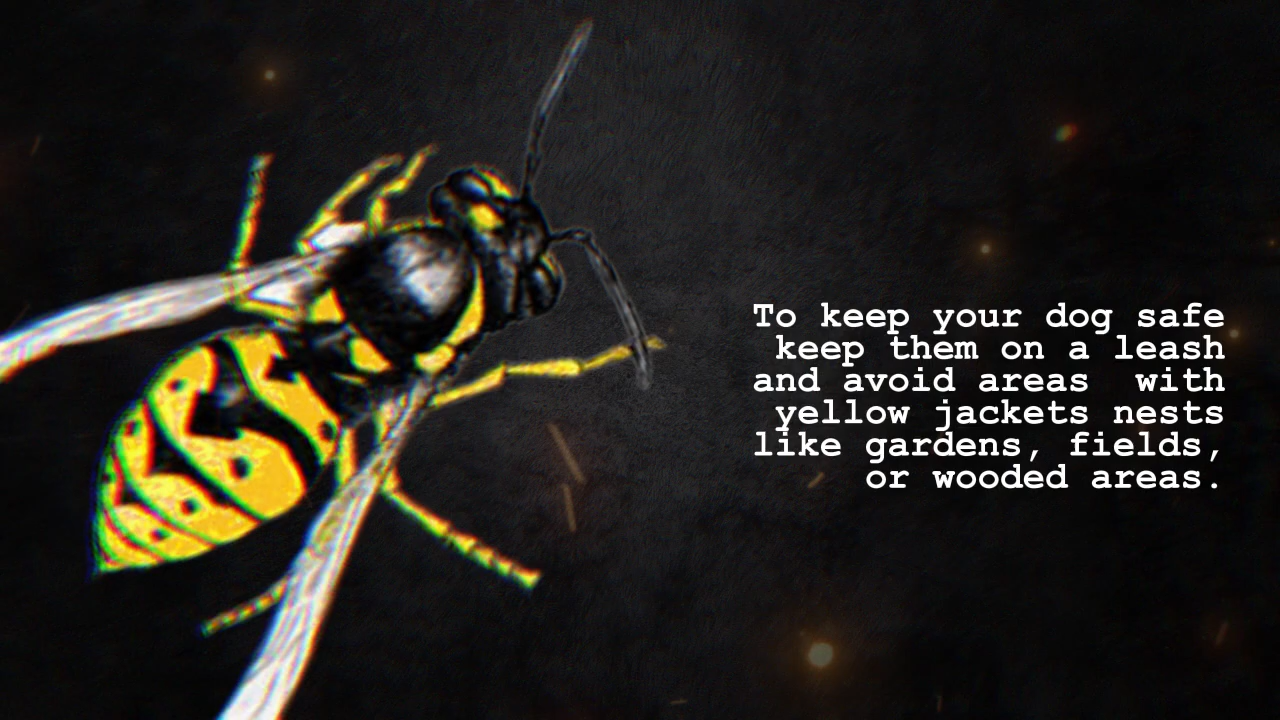 To keep your dog safe
keep them on a leash
and avoid areas  with
yellow jackets nests
like gardens, fields,
or wooded areas.